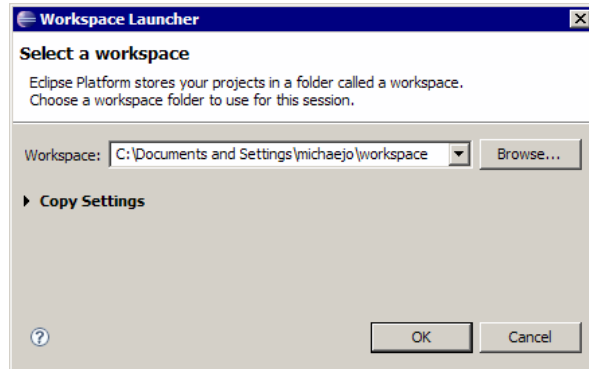 Workspace Launcher
Select a workspace
Eclipse Platform stores your projects in a folder called a workspace.
Choose a workspace folder to use for this session.
Workspace: C:\Documents and Settings\michaejo\workspace Browse...
Copy Settings
? OK Cancel